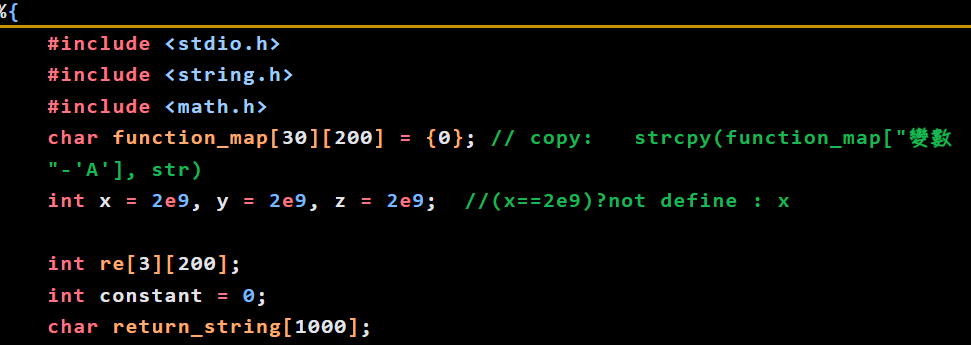 %{
#include <stdio.h>
#include <string.h>
#include <math.h>
char function_map[30][200] = {0}; // copy:   strcpy(function_map["變數
"-'A'], str)
int x = 2e9, y = 2e9, z = 2e9;  //(x==2e9)?not define : x
int re[3][200];
int constant = 0;
char return_string[1000];